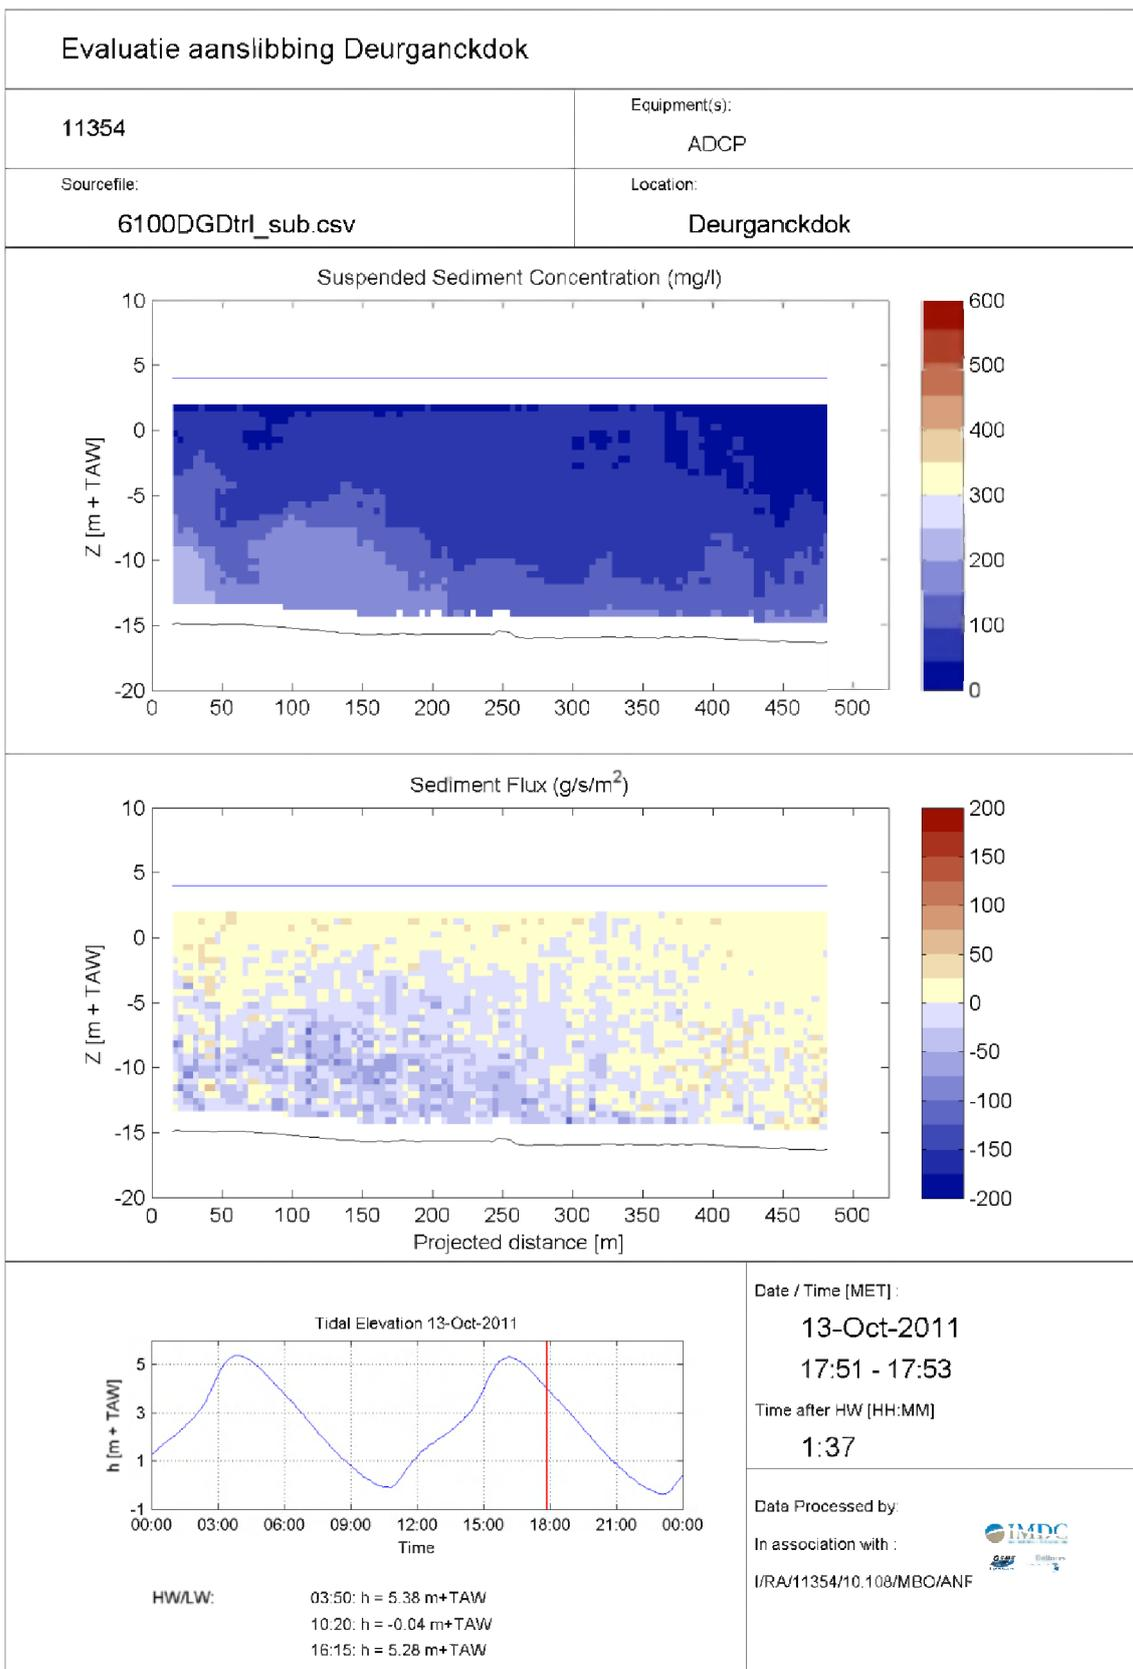 Evaluatie aanslibbing Deurganckdok
11354
Equipment(s):
ADCP
Sourcefile:
6100DGDtrl_sub.csv
Location:
Deurganckdok
Suspended Sediment Concentration (mg/l)
10
5
0
-5
-10
-15
-20
Z [m + TAW]
0 50 100 150 200 250 300 350 400 450 500
600
500
400
300
200
100
0
Sediment Flux (g/s/m²)
10
5
0
-5
-10
-15
-20
Z [m + TAW]
0 50 100 150 200 250 300 350 400 450 500
Projected distance [m]
200
150
100
50
0
-50
-100
-150
-200
Tidal Elevation 13-Oct-2011
5
3
1
-1
h [m + TAW]
00:00 03:00 06:00 09:00 12:00 15:00 18:00 21:00 00:00
Time
HW/LW:
03:50: h = 5.38 m+TAW
10:20: h = -0.04 m+TAW
16:15: h = 5.28 m+TAW
Date / Time [MET] :
13-Oct-2011
17:51 - 17:53
Time after HW [HH:MM]
1:37
Data Processed by:
IMDC
In association with :
I/RA/11354/10.108/MBO/ANF